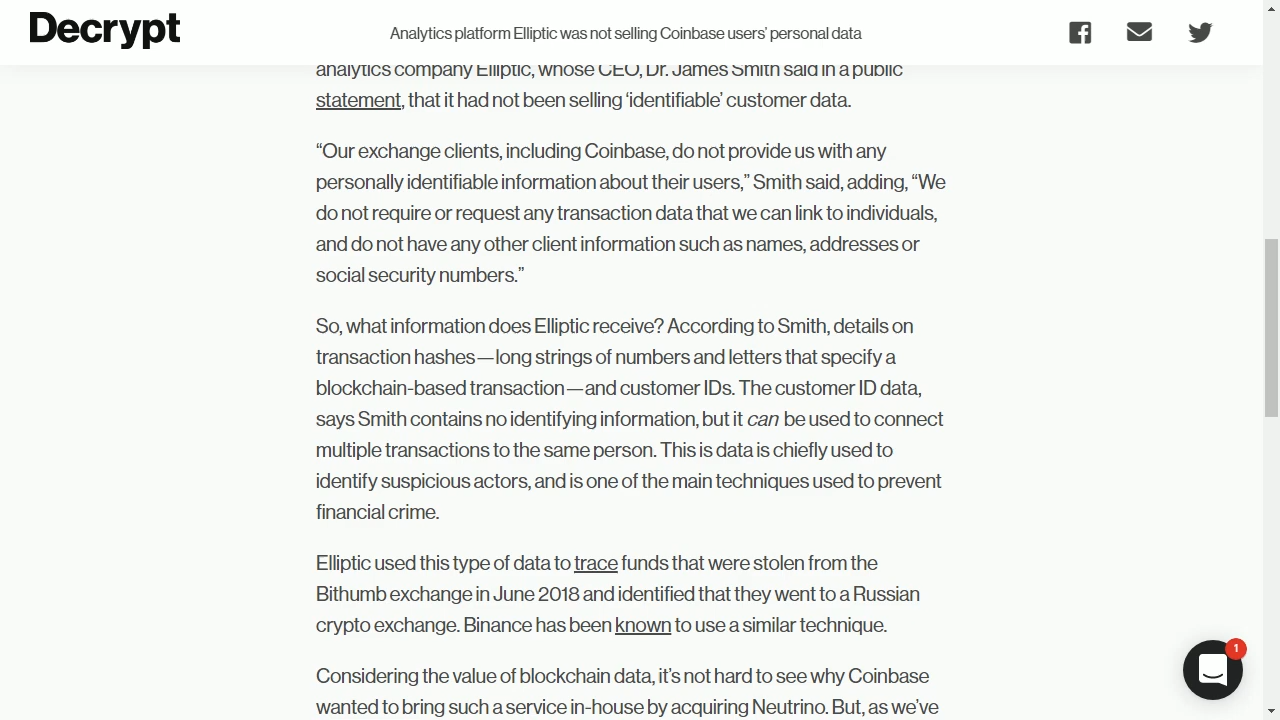 Decrypt
Analytics platform Elliptic was not selling Coinbase users’ personal data
analytics company Elliptic, whose CEO, Dr. James Smith said in a public
statement, that it had not been selling ‘identifiable’ customer data.
“Our exchange clients, including Coinbase, do not provide us with any
personally identifiable information about their users,” Smith said, adding, “We
do not require or request any transaction data that we can link to individuals,
and do not have any other client information such as names, addresses or
social security numbers.”
So, what information does Elliptic receive? According to Smith, details on
transaction hashes—long strings of numbers and letters that specify a
blockchain-based transaction—and customer IDs. The customer ID data,
says Smith contains no identifying information, but it can be used to connect
multiple transactions to the same person. This is data is chiefly used to
identify suspicious actors, and is one of the main techniques used to prevent
financial crime.
Elliptic used this type of data to trace funds that were stolen from the
Bithumb exchange in June 2018 and identified that they went to a Russian
crypto exchange. Binance has been known to use a similar technique.
Considering the value of blockchain data, it’s not hard to see why Coinbase
wanted to bring such a service in-house by acquiring Neutrino. But, as we’ve
1